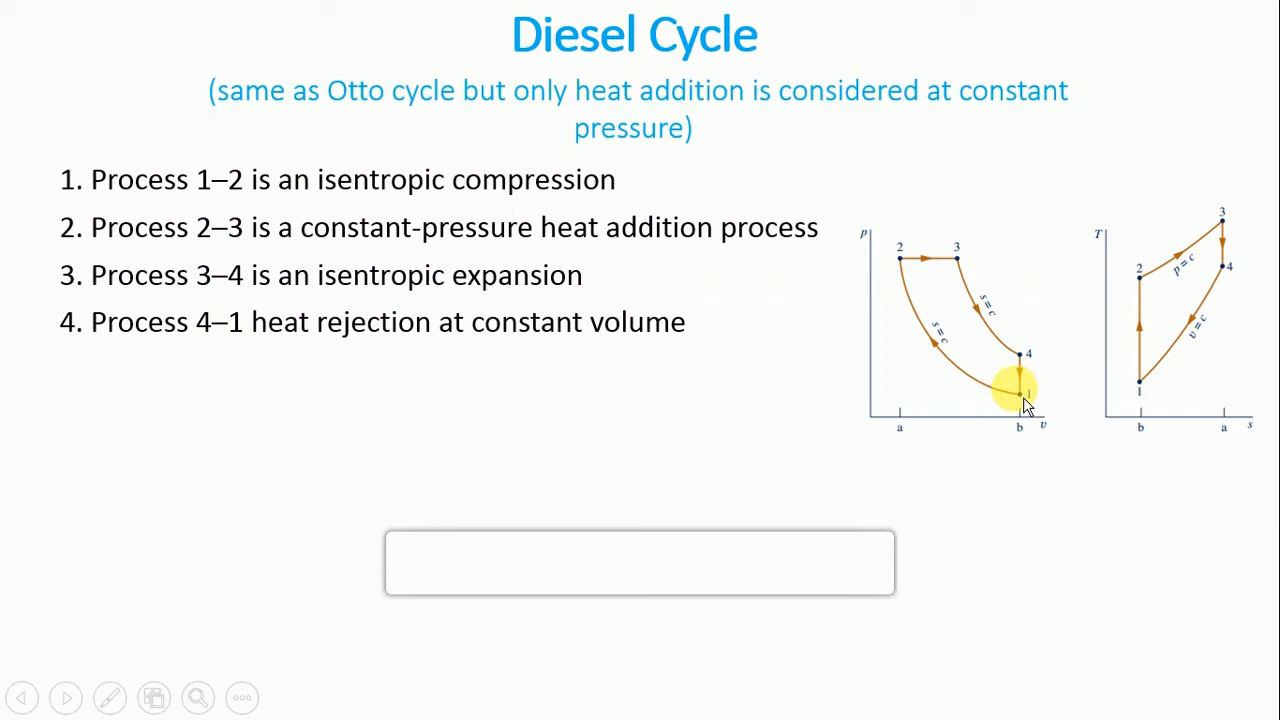 Diesel Cycle
(same as Otto cycle but only heat addition is considered at constant
pressure)
1. Process 1–2 is an isentropic compression
2. Process 2–3 is a constant-pressure heat addition process
3. Process 3–4 is an isentropic expansion
4. Process 4–1 heat rejection at constant volume
p
2
3
s = c
s = c
4
1
a
b
v
T
3
2
p = c
4
v = c
1
b
a
s